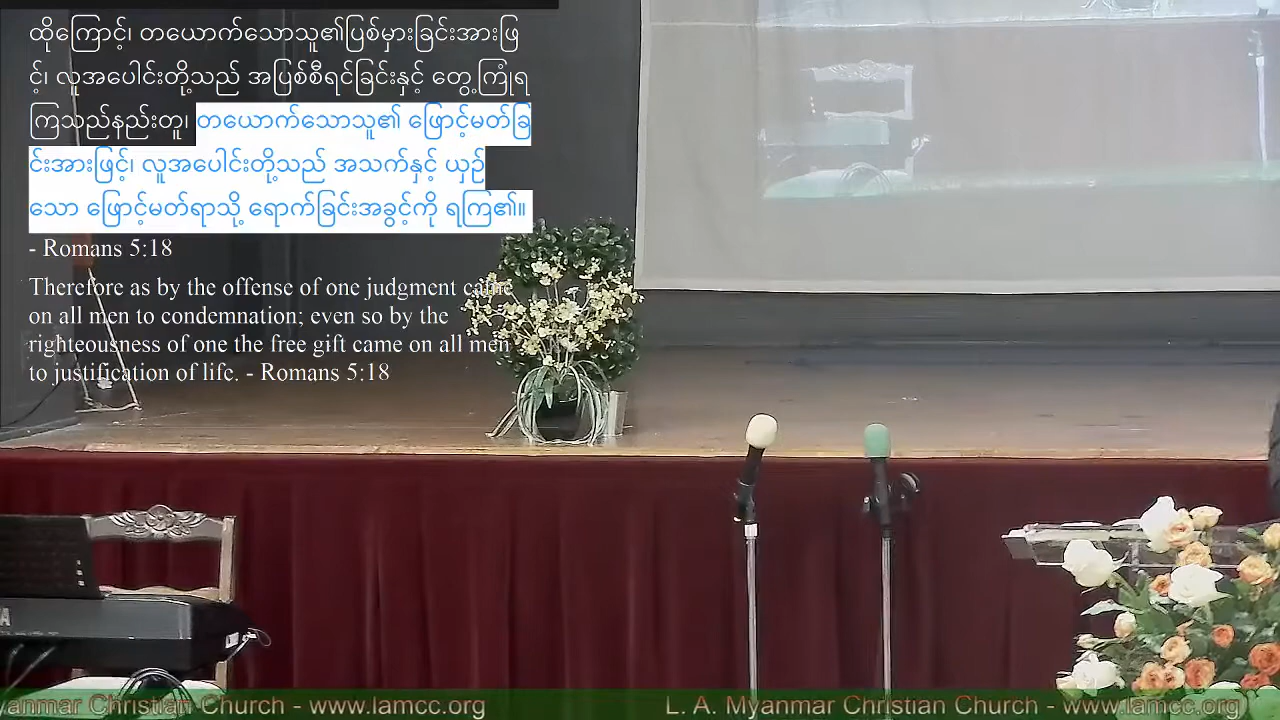 ထို့ကြောင့်၊ တယောက်သောသူ၏ပြစ်မှားခြင်းအားဖြ
င့်၊ လူအပေါင်းတို့သည် အပြစ်စီရင်ခြင်းနှင့် တွေ့ကြုံရ
ကြသည်နည်းတူ၊ တယောက်သောသူ၏ ဖြောင့်မတ်ခြ
င်းအားဖြင့်၊ လူအပေါင်းတို့သည် အသက်နှင့် ယှဉ်
သော ဖြောင့်မတ်ရာသို့ ရောက်ခြင်းအခွင့်ကို ရကြ၏။
- Romans 5:18
Therefore as by the offense of one judgment came
on all men to condemnation; even so by the
righteousness of one the free gift came on all men
to justification of life. - Romans 5:18
anmar Christian Church - www.lamcc.org L. A. Myanmar Christian Church - www.lamcc.org